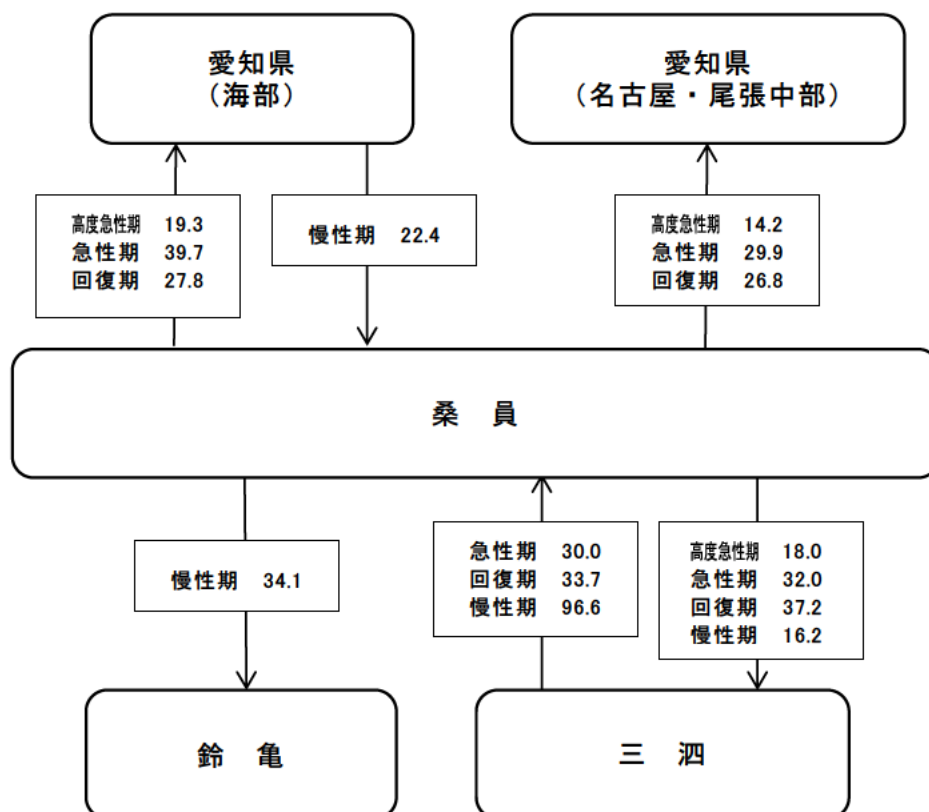 愛知県
（海部）
愛知県
（名古屋・尾張中部）
高度急性期 19.3
急性期 39.7
回復期 27.8
慢性期 22.4
高度急性期 14.2
急性期 29.9
回復期 26.8
桑 員
慢性期 34.1
急性期 30.0
回復期 33.7
慢性期 96.6
高度急性期 18.0
急性期 32.0
回復期 37.2
慢性期 16.2
鈴 亀
三 泗